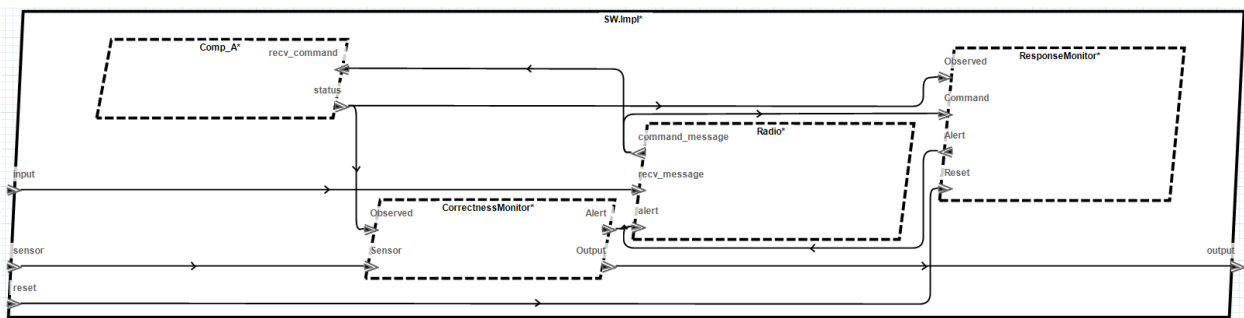 SW.Impl*
Comp_A*
recv_command
status
ResponseMonitor*
Observed
Command
Alert
Reset
Radio*
command_message
recv_message
alert
input
CorrectnessMonitor*
Observed
Alert
Sensor
Output
sensor
output
reset